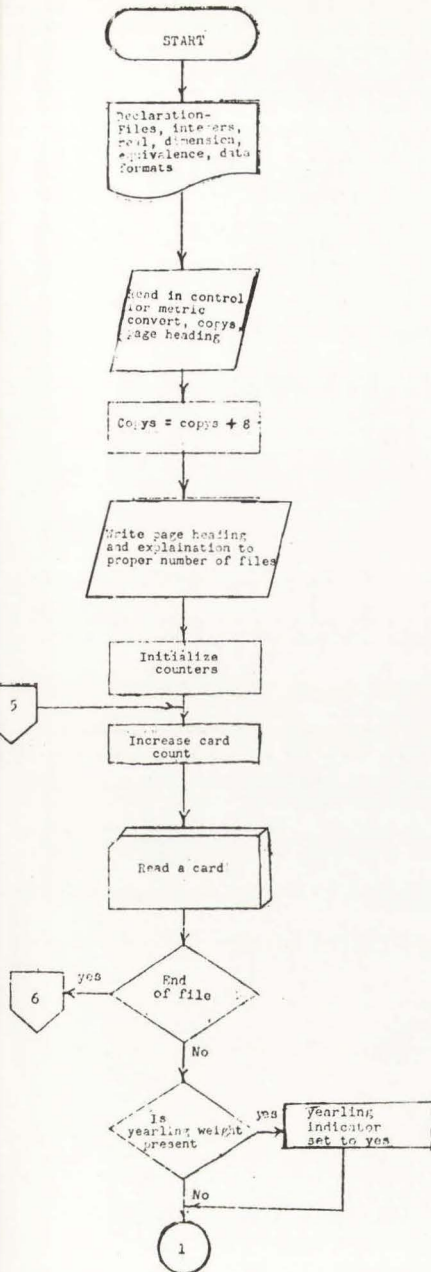 START
Declaration-
Files, integers,
real, dimension,
equivalence, data
formats
Read in control
for metric
convert, copys,
page heading
Copys = copys + 8
Write page heading
and explaination to
proper number of files
Initialize
counters
5
Increase card
count
Read a card
End
of file
yes
6
No
Is
yearling weight
present
yes
yearling
indicator
set to yes
No
1